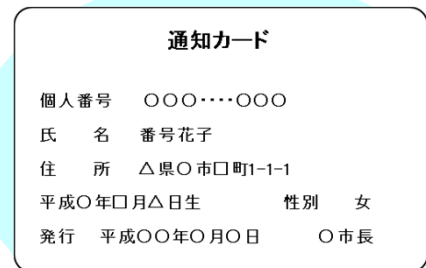 通知カード
個人番号 〇〇〇････〇〇〇
氏 名 番号花子
住 所 △県〇市□町1-1-1
平成〇年□月△日生 性別 女
発行 平成〇〇年〇月〇日 〇市長